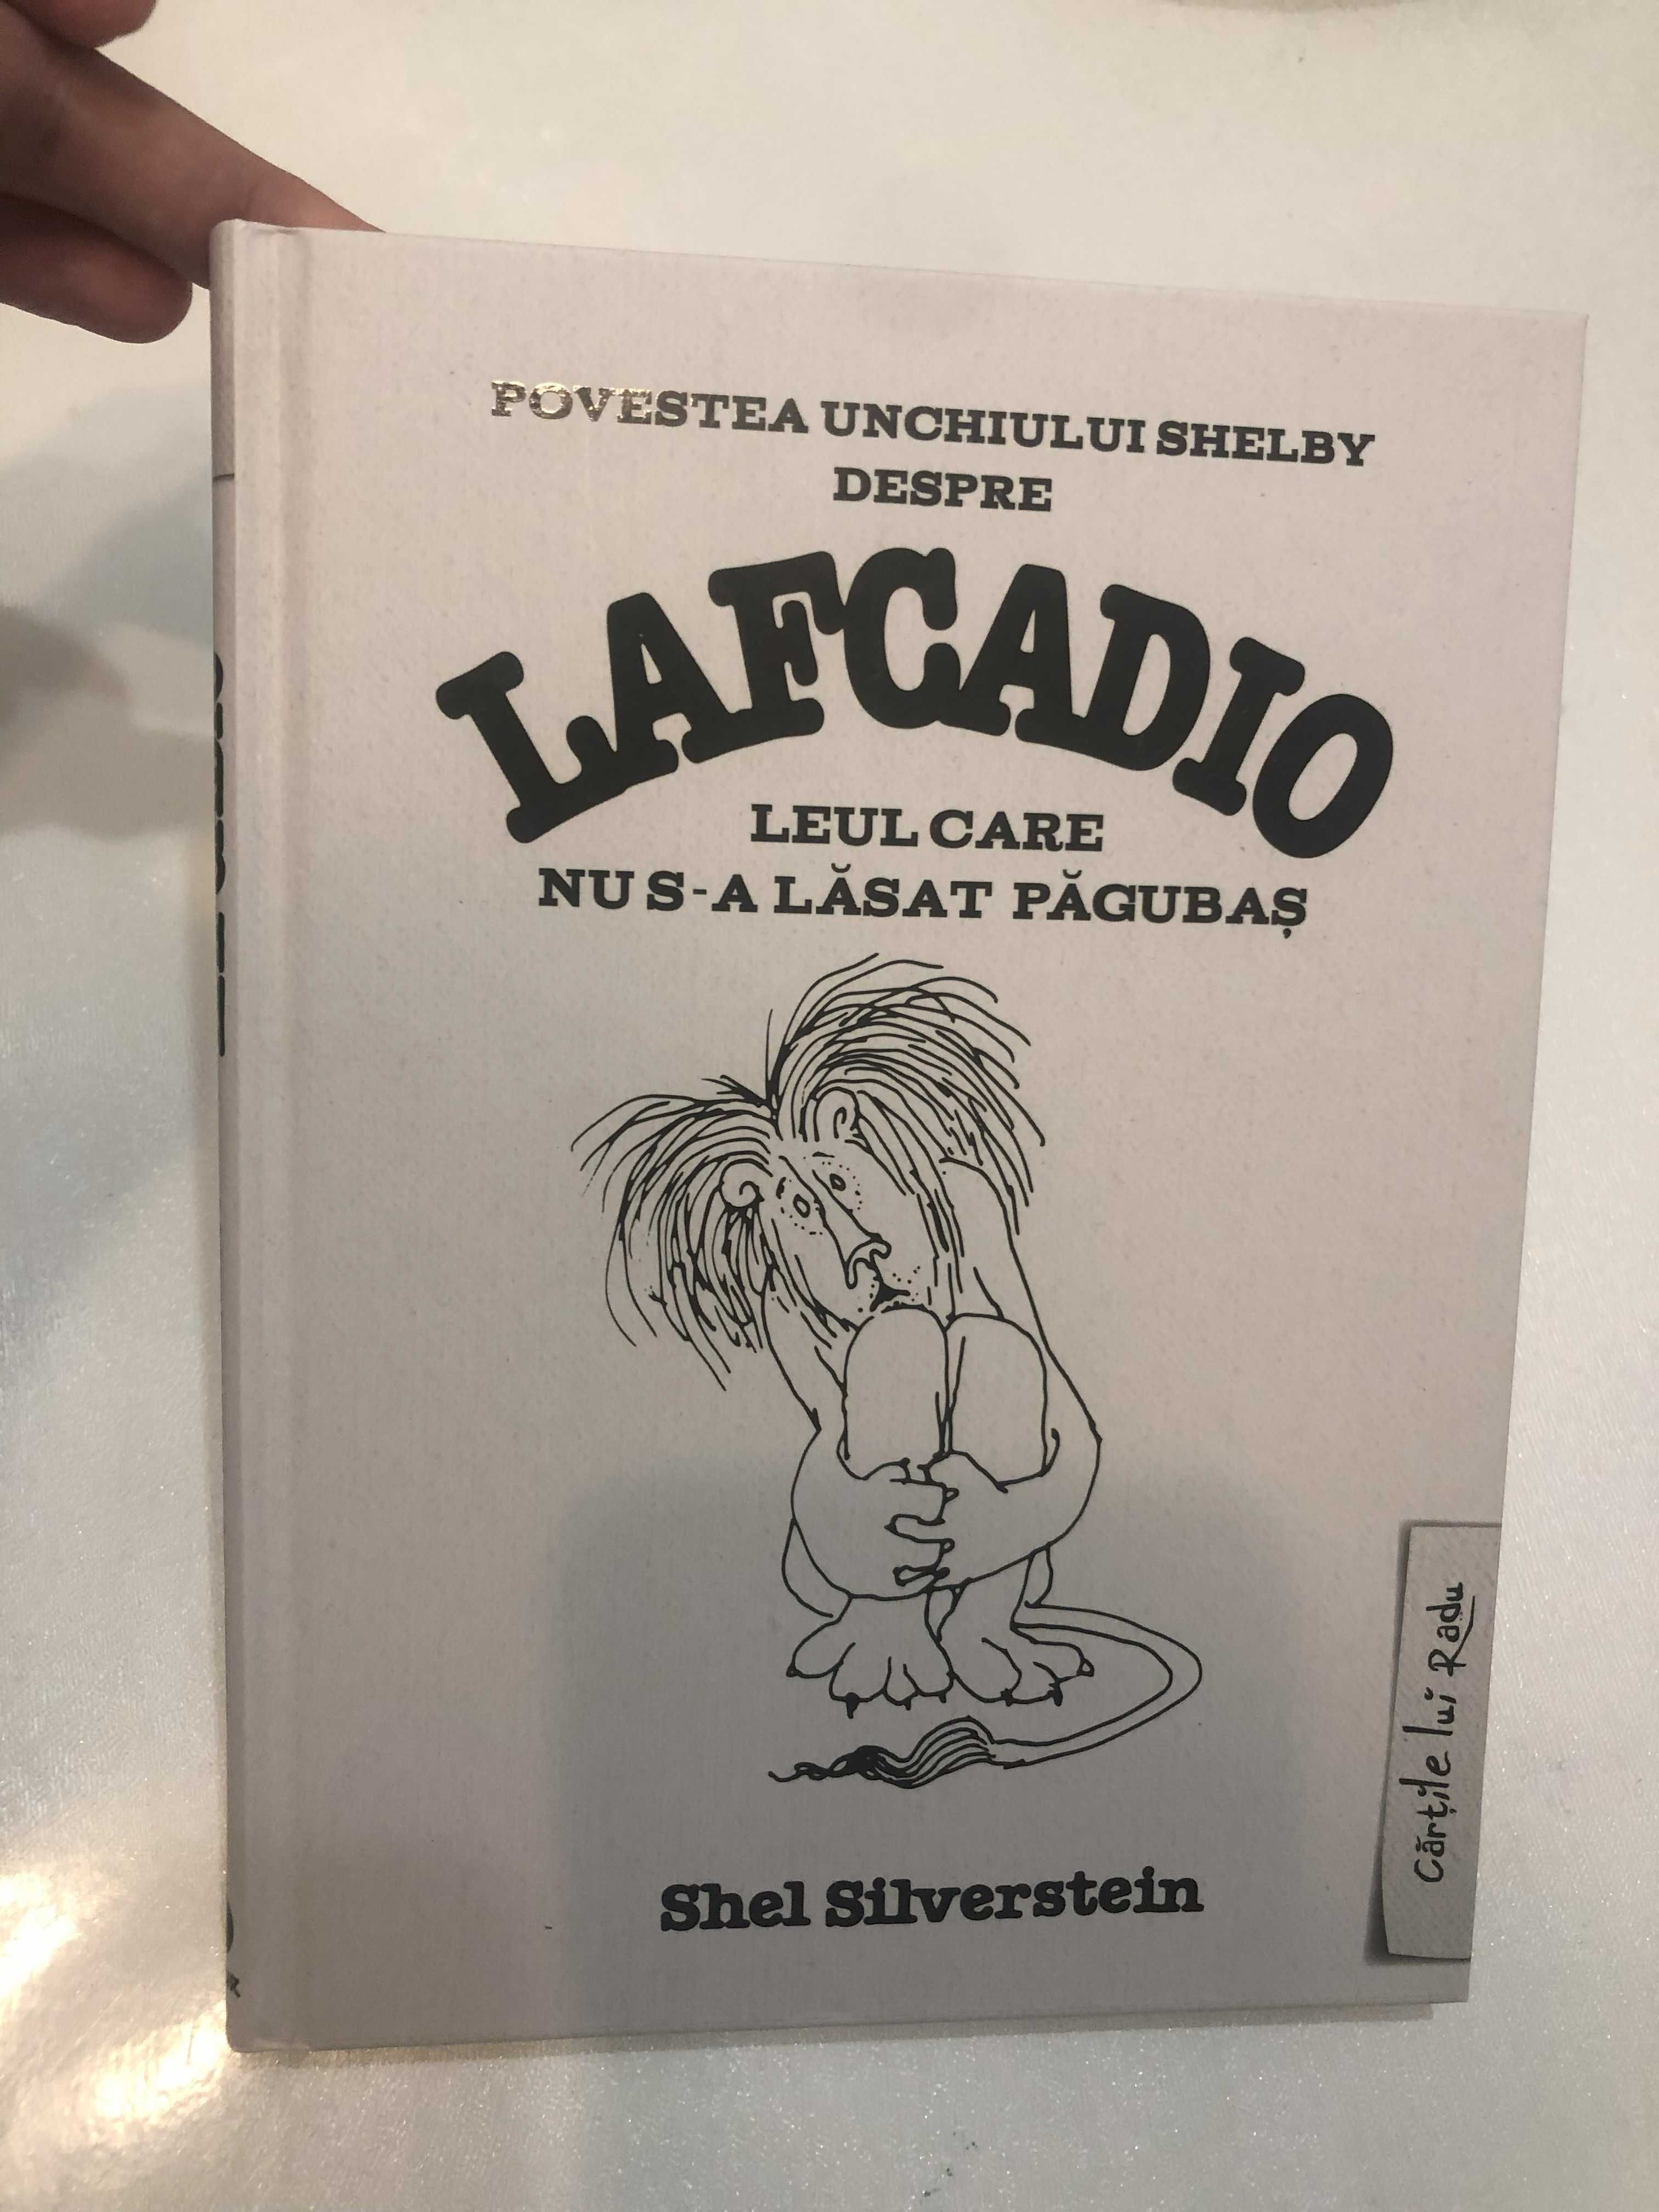 POVESTEA UNCHIULUI SHELBY
DESPRE
LAFCADIO
LEUL CARE
NU S-A LĂSAT PĂGUBAȘ
Shel Silverstein
Cărțile lui Radu